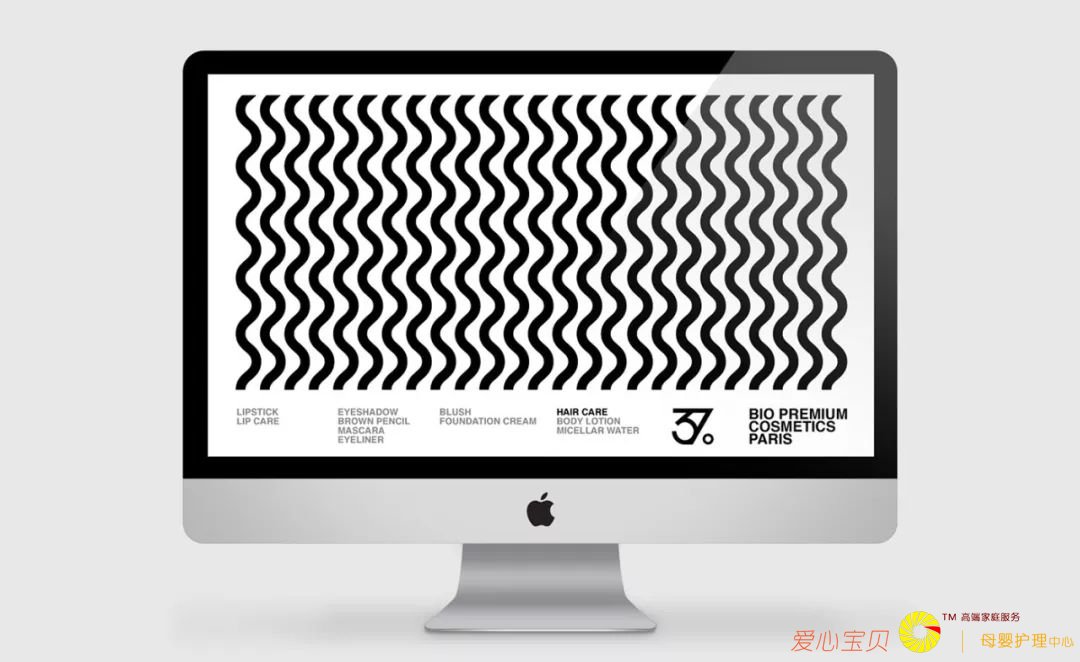 LIPSTICK
LIP CARE
EYESHADOW
BROWN PENCIL
MASCARA
EYELINER
BLUSH
FOUNDATION CREAM
HAIR CARE
BODY LOTION
MICELLAR WATER
37°
BIO PREMIUM
COSMETICS
PARIS
爱心宝贝
TM 高端家庭服务
母婴护理中心